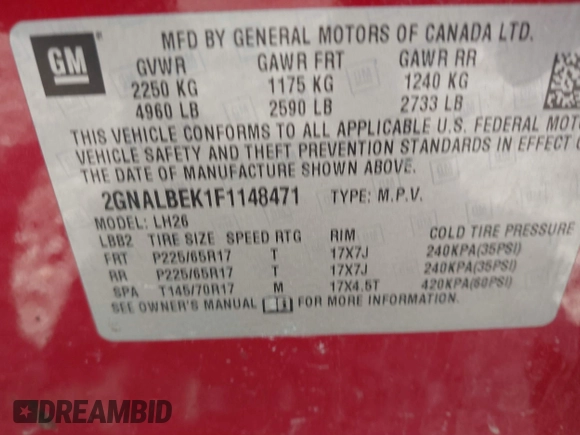 GM
MFD BY GENERAL MOTORS OF CANADA LTD.
GVWR GAWR FRT GAWR RR
2250 KG 1175 KG 1240 KG
4960 LB 2590 LB 2733 LB
THIS VEHICLE CONFORMS TO ALL APPLICABLE U.S. FEDERAL MOT
VEHICLE SAFETY AND THEFT PREVENTION STANDARDS IN EFFECT
THE DATE OF MANUFACTURE SHOWN ABOVE.
2GNALBEK1F1148471 TYPE: M.P.V.
MODEL: LH26
LBB2 TIRE SIZE SPEED RTG RIM COLD TIRE PRESSURE
FRT P225/65R17 T 17X7J 240KPA(35PSI)
RR P225/65R17 T 17X7J 240KPA(35PSI)
SPA T145/70R17 M 17X4.5T 420KPA(60PSI)
SEE OWNER'S MANUAL FOR MORE INFORMATION.
DREAMBID